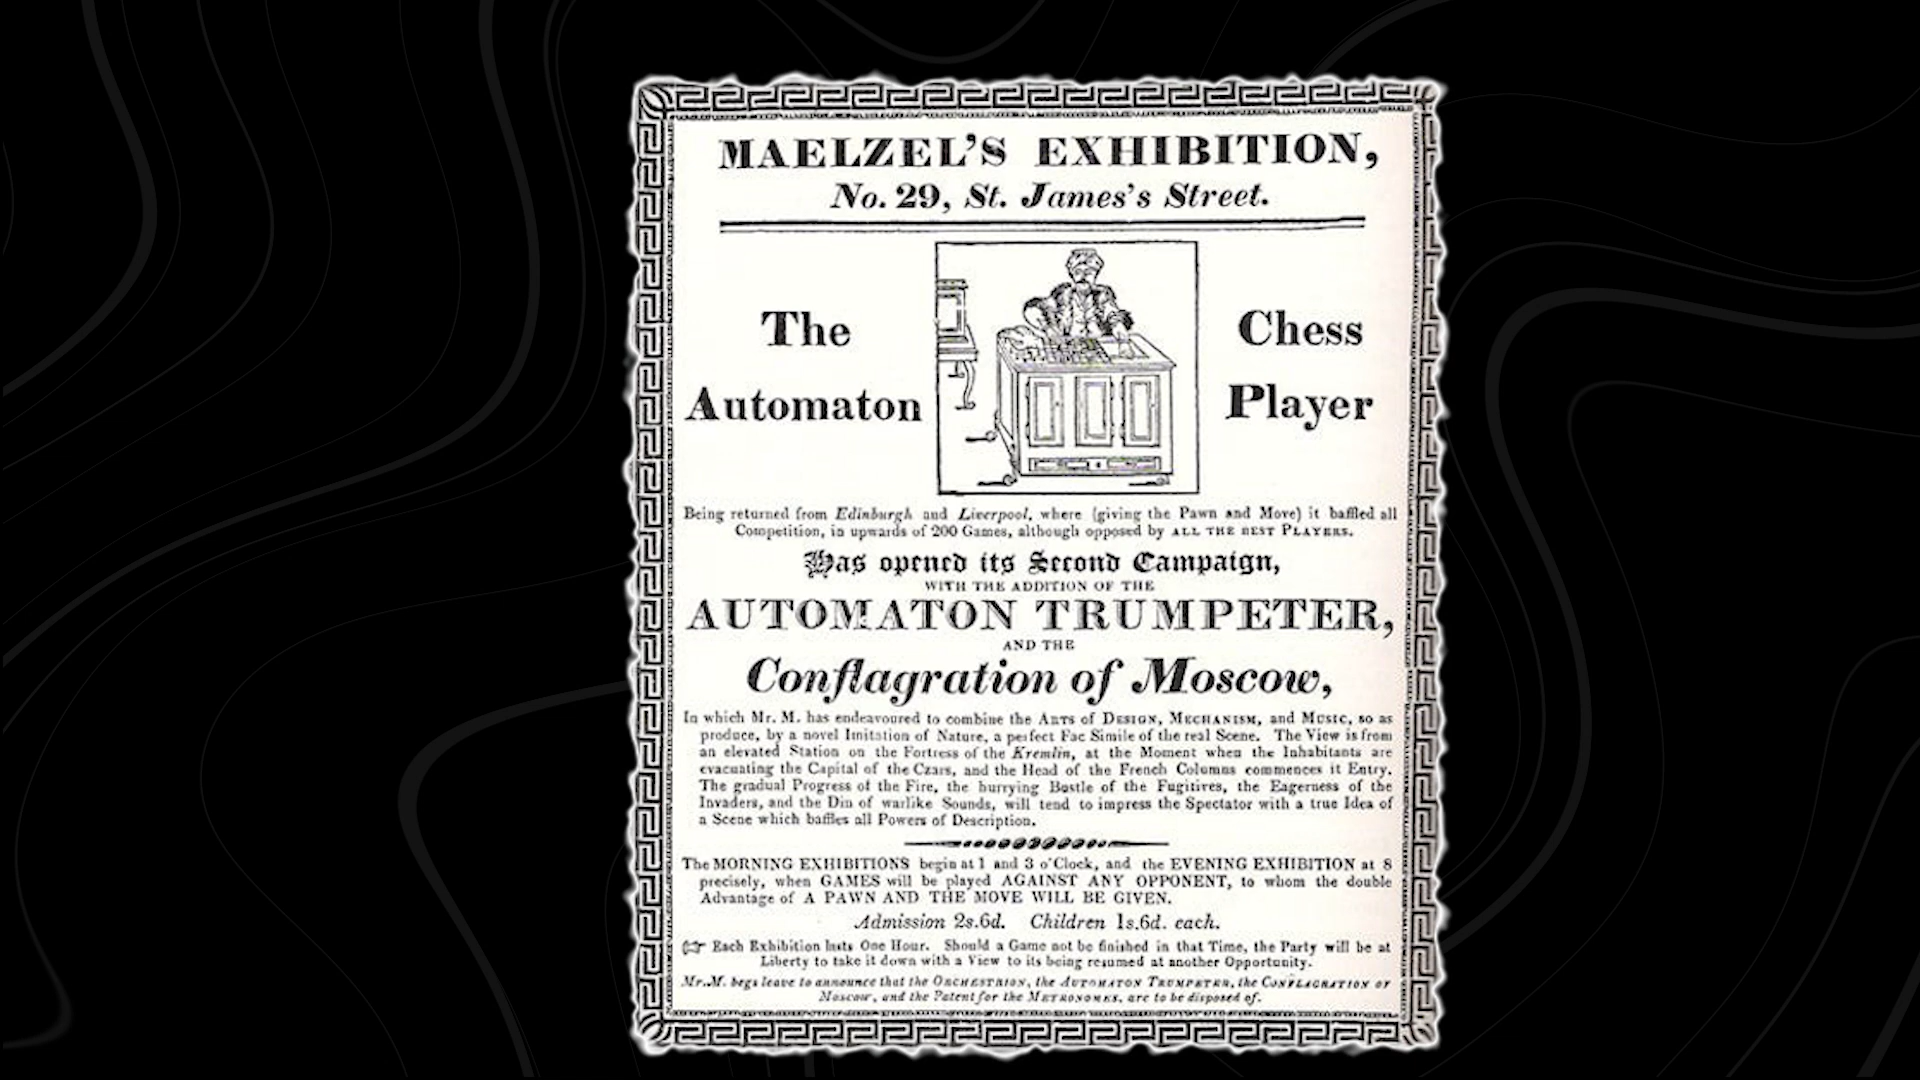 MAELZEL'S EXHIBITION,
No. 29, St. James's Street.
The Automaton
Chess Player
Being returned from Edinburgh and Liverpool, where (giving the Pawn and Move) it baffled all
Competition, in upwards of 200 Games, although opposed by ALL THE BEST PLAYERS.
Has opened its Second Campaign,
WITH THE ADDITION OF THE
AUTOMATON TRUMPETER,
AND THE
Conflagration of Moscow,
In which Mr. M. has endeavoured to combine the ARTS of DESIGN, MECHANISM, and MUSIC, so as
produce, by a novel Imitation of Nature, a perfect Fac Simile of the real Scene. The View is from
an elevated Station on the Fortress of the Kremlin, at the Moment when the Inhabitants are
evacuating the Capital of the Czars, and the Head of the French Columns commences it Entry.
The gradual Progress of the Fire, the hurrying Bustle of the Fugitives, the Eagerness of the
Invaders, and the Din of warlike Sounds, will tend to impress the Spectator with a true Idea of
a Scene which baffles all Powers of Description.
The MORNING EXHIBITIONS begin at 1 and 3 o'Clock, and the EVENING EXHIBITION at 8
precisely, when GAMES will be played AGAINST ANY OPPONENT, to whom the double
Advantage of A PAWN AND THE MOVE WILL BE GIVEN.
Admission 2s.6d. Children 1s.6d. each.
☞ Each Exhibition lasts One Hour. Should a Game not be finished in that Time, the Party will be at
Liberty to take it down with a View to its being resumed at another Opportunity.
Mr. M. begs leave to announce that the ORCHESTRION, the AUTOMATON TRUMPETER, the CONFLAGRATION OF
Moscow, and the Patent for the METRONOMES, are to be disposed of.